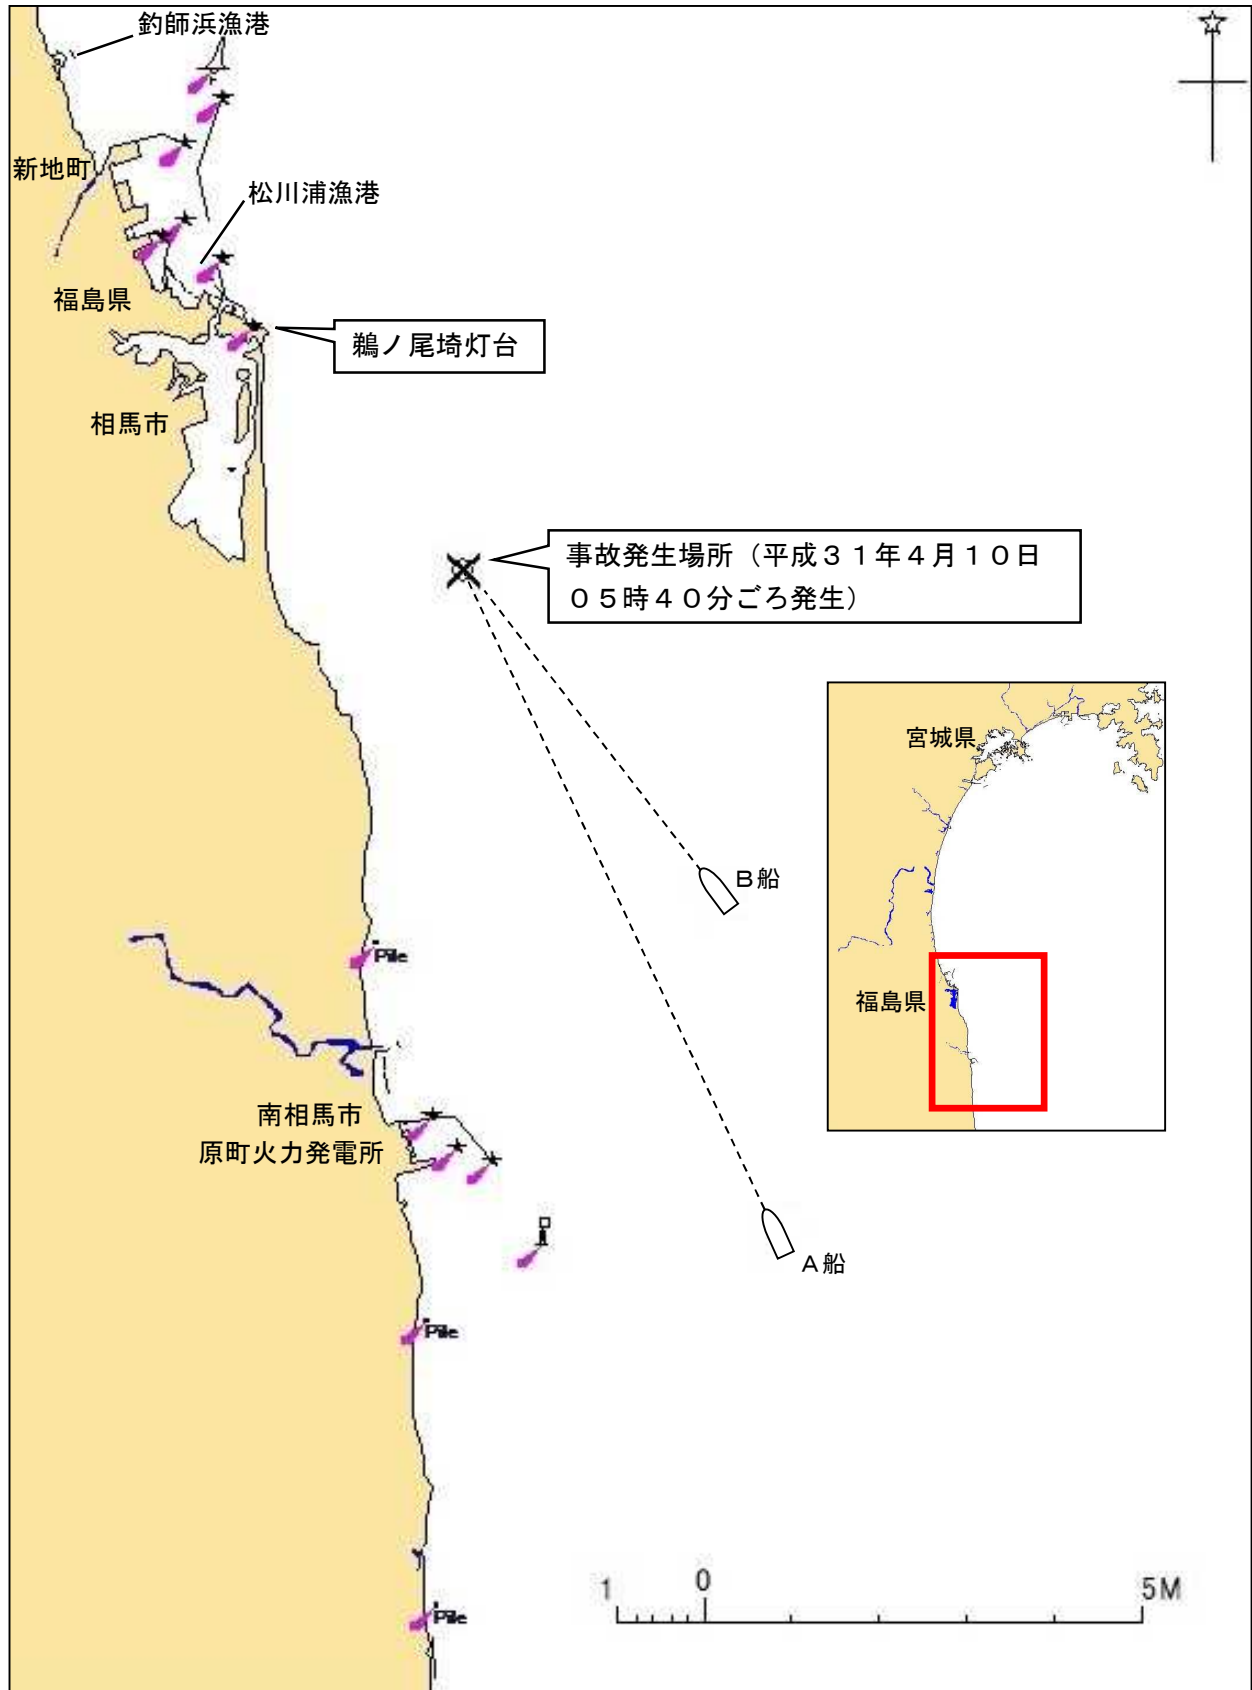 釣師浜漁港
新地町
松川浦漁港
福島県
鵜ノ尾埼灯台
相馬市
事故発生場所（平成３１年４月１０日
０５時４０分ごろ発生）
宮城県
B船
Pile
福島県
南相馬市
原町火力発電所
A船
Pile
1 0 5M
Pile